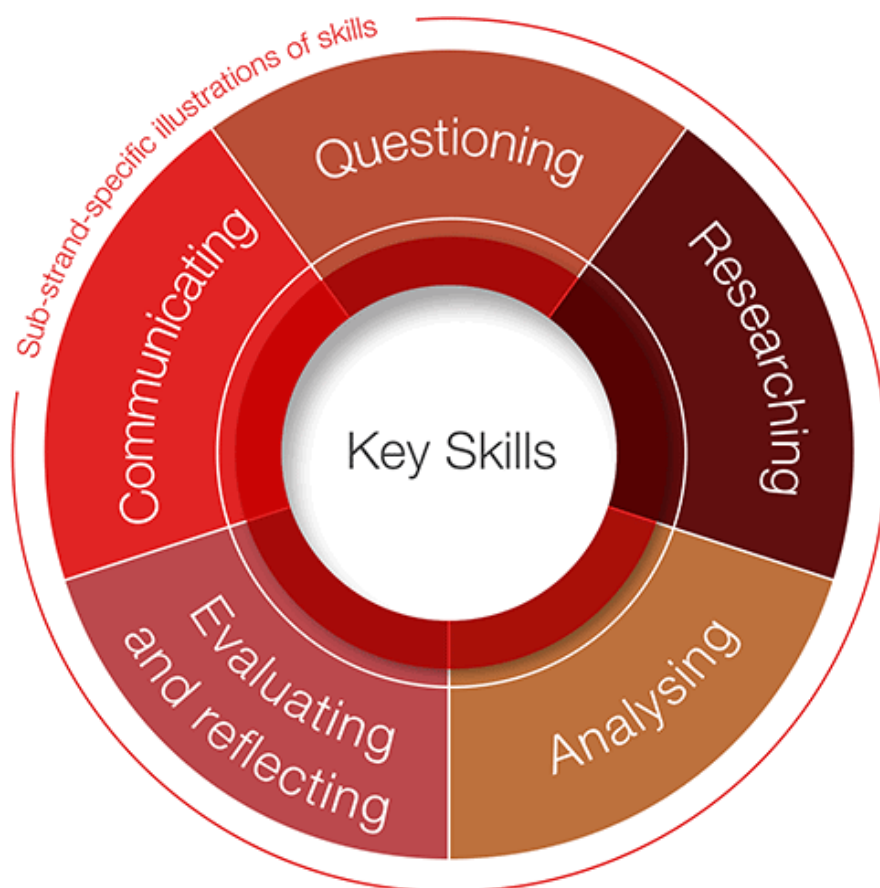 Sub-strand-specific illustrations of skills
Questioning
Researching
Analysing
Evaluating
and reflecting
Communicating
Key Skills